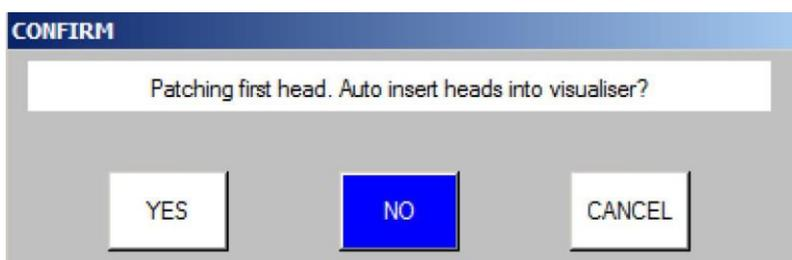 CONFIRM
Patching first head. Auto insert heads into visualiser?
YES NO CANCEL